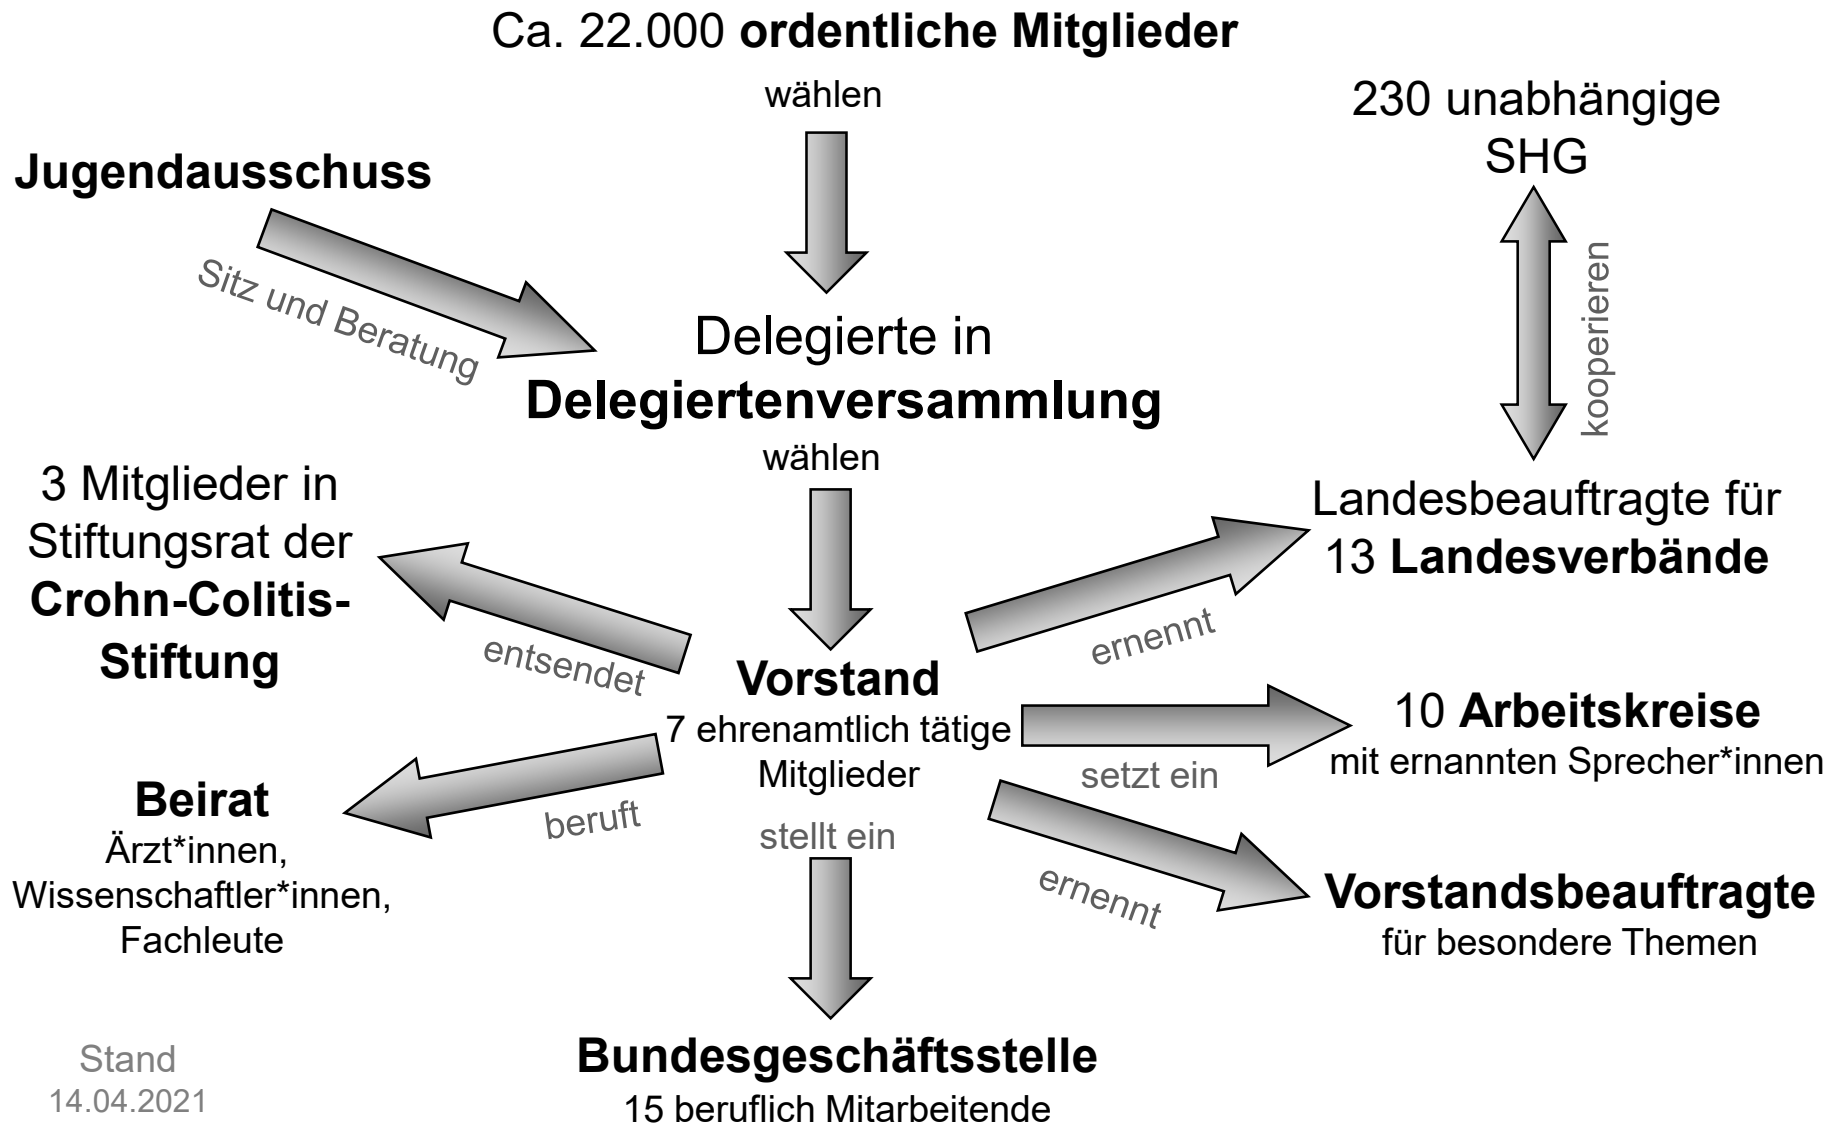 Ca. 22.000 ordentliche Mitglieder
wählen
230 unabhängige
SHG
Jugendausschuss
Sitz und Beratung
kooperieren
Delegierte in
Delegiertenversammlung
wählen
3 Mitglieder in
Stiftungsrat der
Crohn-Colitis-
Stiftung
entsendet
Landesbeauftragte für
13 Landesverbände
ernennt
Vorstand
7 ehrenamtlich tätige
Mitglieder
10 Arbeitskreise
mit ernannten Sprecher*innen
setzt ein
Beirat
Ärzt*innen,
Wissenschaftler*innen,
Fachleute
beruft
stellt ein
ernennt
Vorstandsbeauftragte
für besondere Themen
Bundesgeschäftsstelle
15 beruflich Mitarbeitende
Stand
14.04.2021